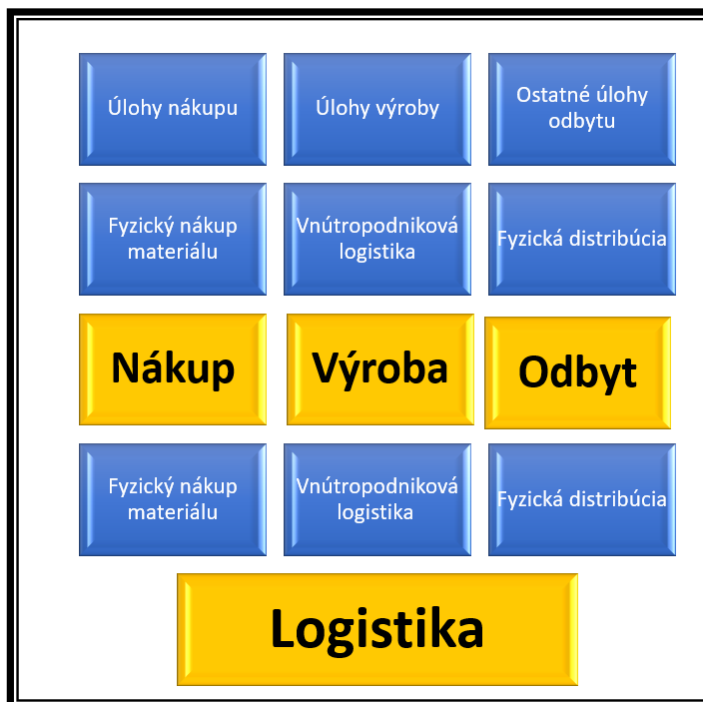 Úlohy nákupu
Úlohy výroby
Ostatné úlohy
odbytu
Fyzický nákup
materiálu
Vnútropodniková
logistika
Fyzická distribúcia
Nákup
Výroba
Odbyt
Fyzický nákup
materiálu
Vnútropodniková
logistika
Fyzická distribúcia
Logistika